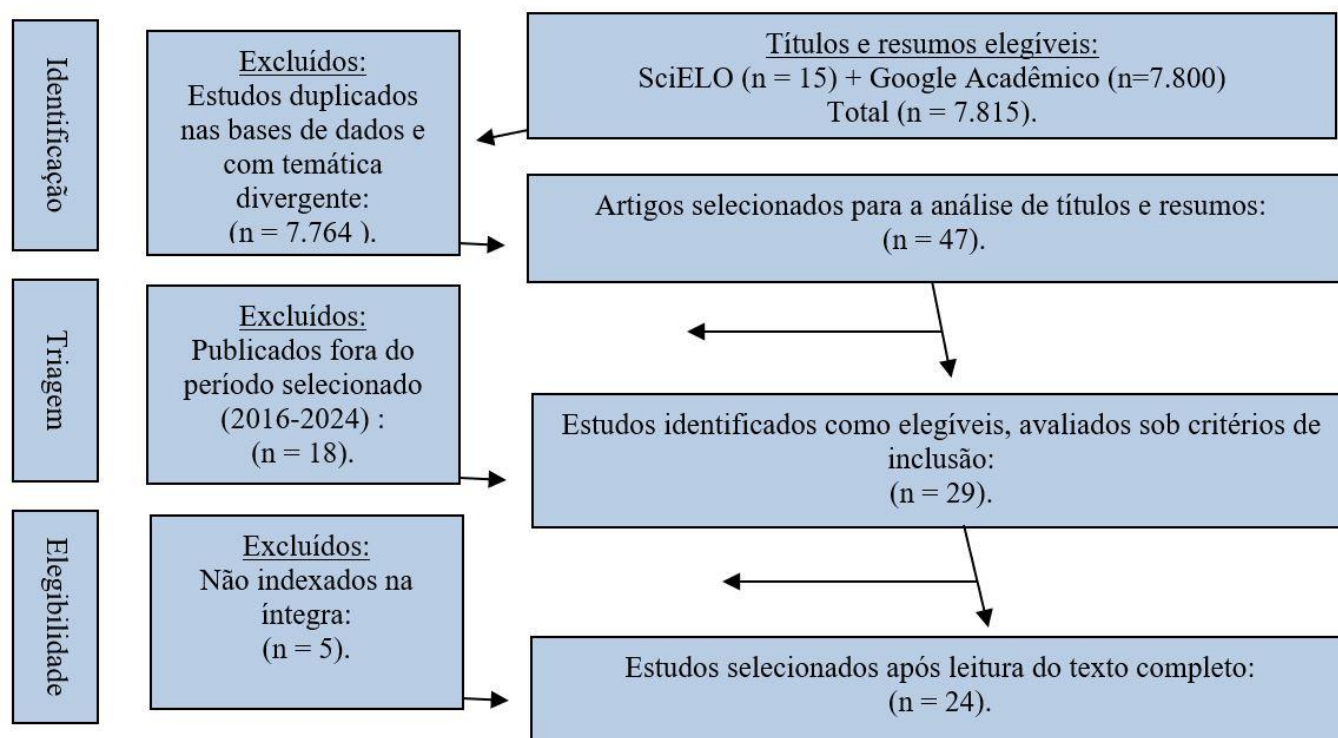 Identificação
Excluídos:
Estudos duplicados
nas bases de dados e
com temática
divergente:
(n = 7.764 ).
Títulos e resumos elegíveis:
SciELO (n = 15) + Google Acadêmico (n=7.800)
Total (n = 7.815).
Artigos selecionados para a análise de títulos e resumos:
(n = 47).
Triagem
Excluídos:
Publicados fora do
período selecionado
(2016-2024) :
(n = 18).
Estudos identificados como elegíveis, avaliados sob critérios de
inclusão:
(n = 29).
Elegibilidade
Excluídos:
Não indexados na
íntegra:
(n = 5).
Estudos selecionados após leitura do texto completo:
(n = 24).